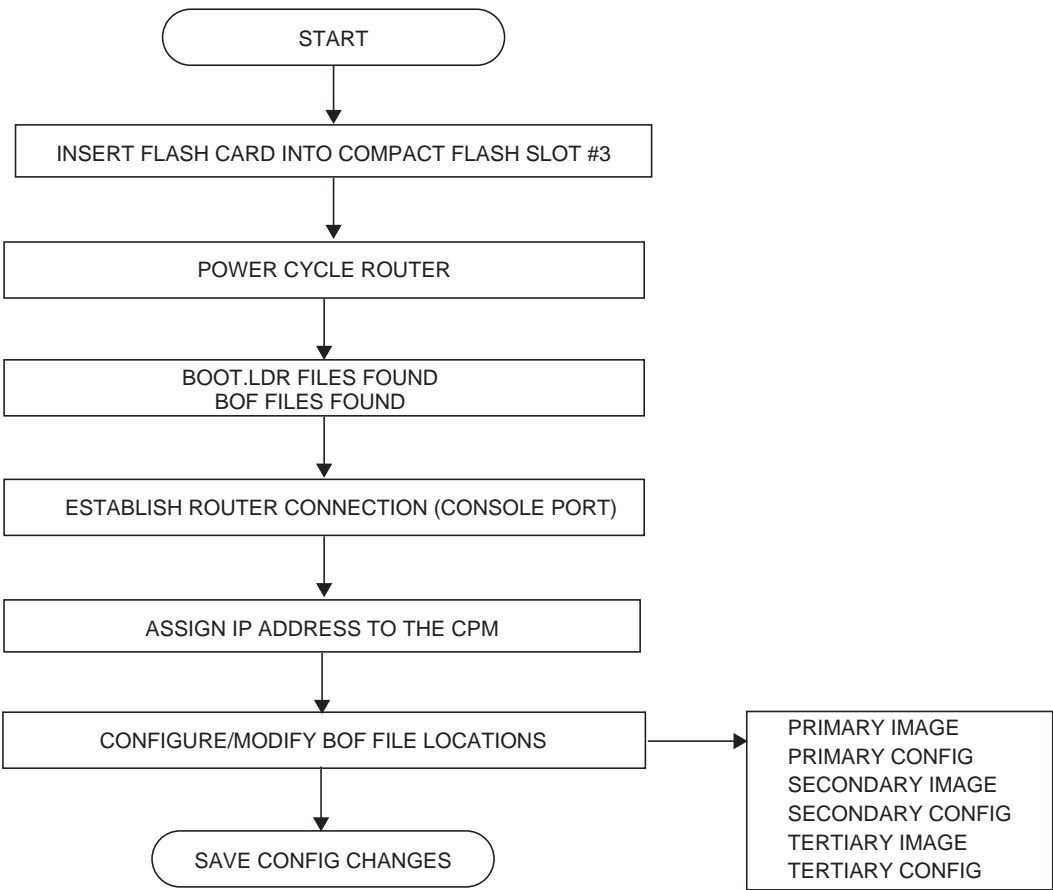 START
INSERT FLASH CARD INTO COMPACT FLASH SLOT #3
POWER CYCLE ROUTER
BOOT.LDR FILES FOUND
BOF FILES FOUND
ESTABLISH ROUTER CONNECTION (CONSOLE PORT)
ASSIGN IP ADDRESS TO THE CPM
CONFIGURE/MODIFY BOF FILE LOCATIONS
PRIMARY IMAGE
PRIMARY CONFIG
SECONDARY IMAGE
SECONDARY CONFIG
TERTIARY IMAGE
TERTIARY CONFIG
SAVE CONFIG CHANGES